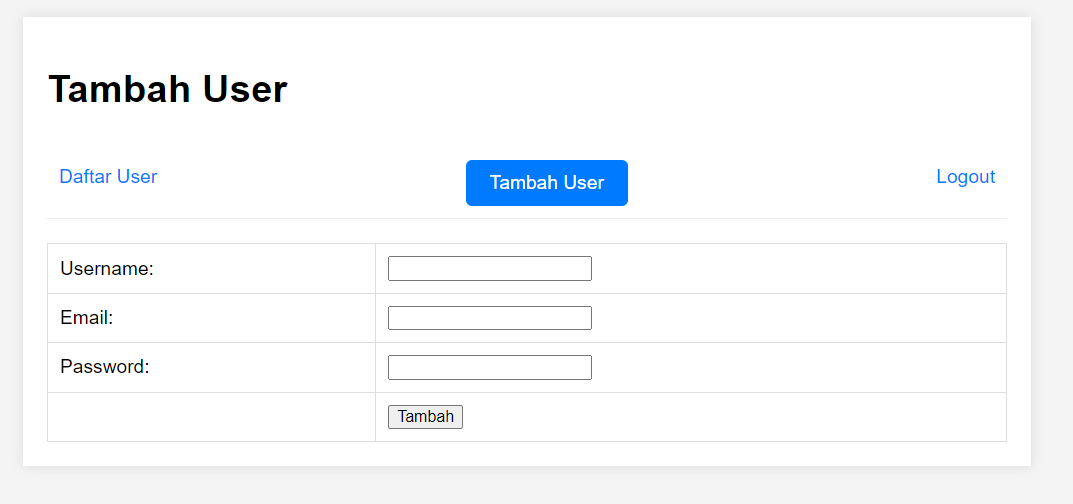 Tambah User
Daftar User
Tambah User
Logout
Username:
Email:
Password:
Tambah